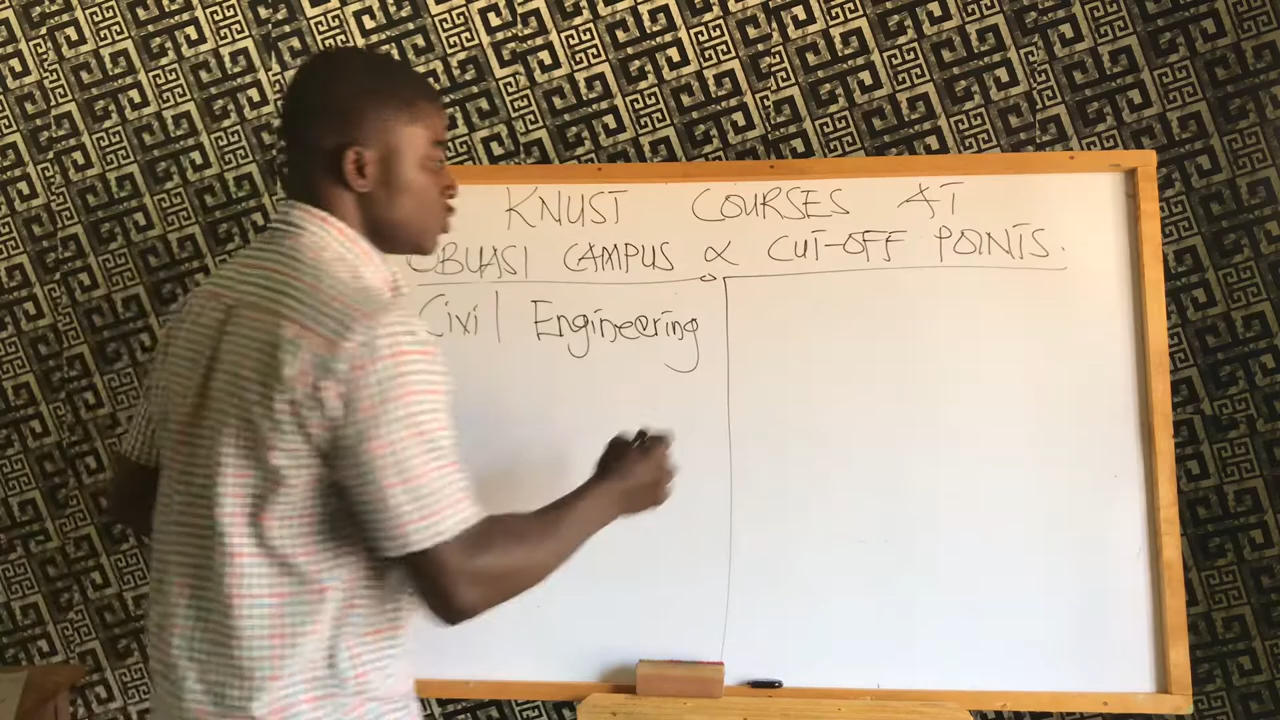 KNUST COURSES AT
OBUASI CAMPUS & CUT-OFF POINTS.
Civil Engineering